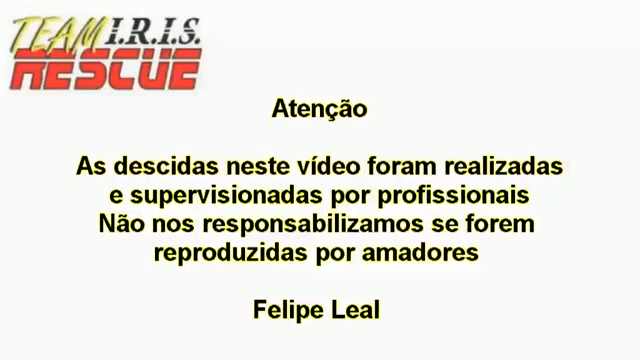 TEAM I.R.I.S.
RESCUE
Atenção
As descidas neste vídeo foram realizadas
e supervisionadas por profissionais
Não nos responsabilizamos se forem
reproduzidas por amadores
Felipe Leal